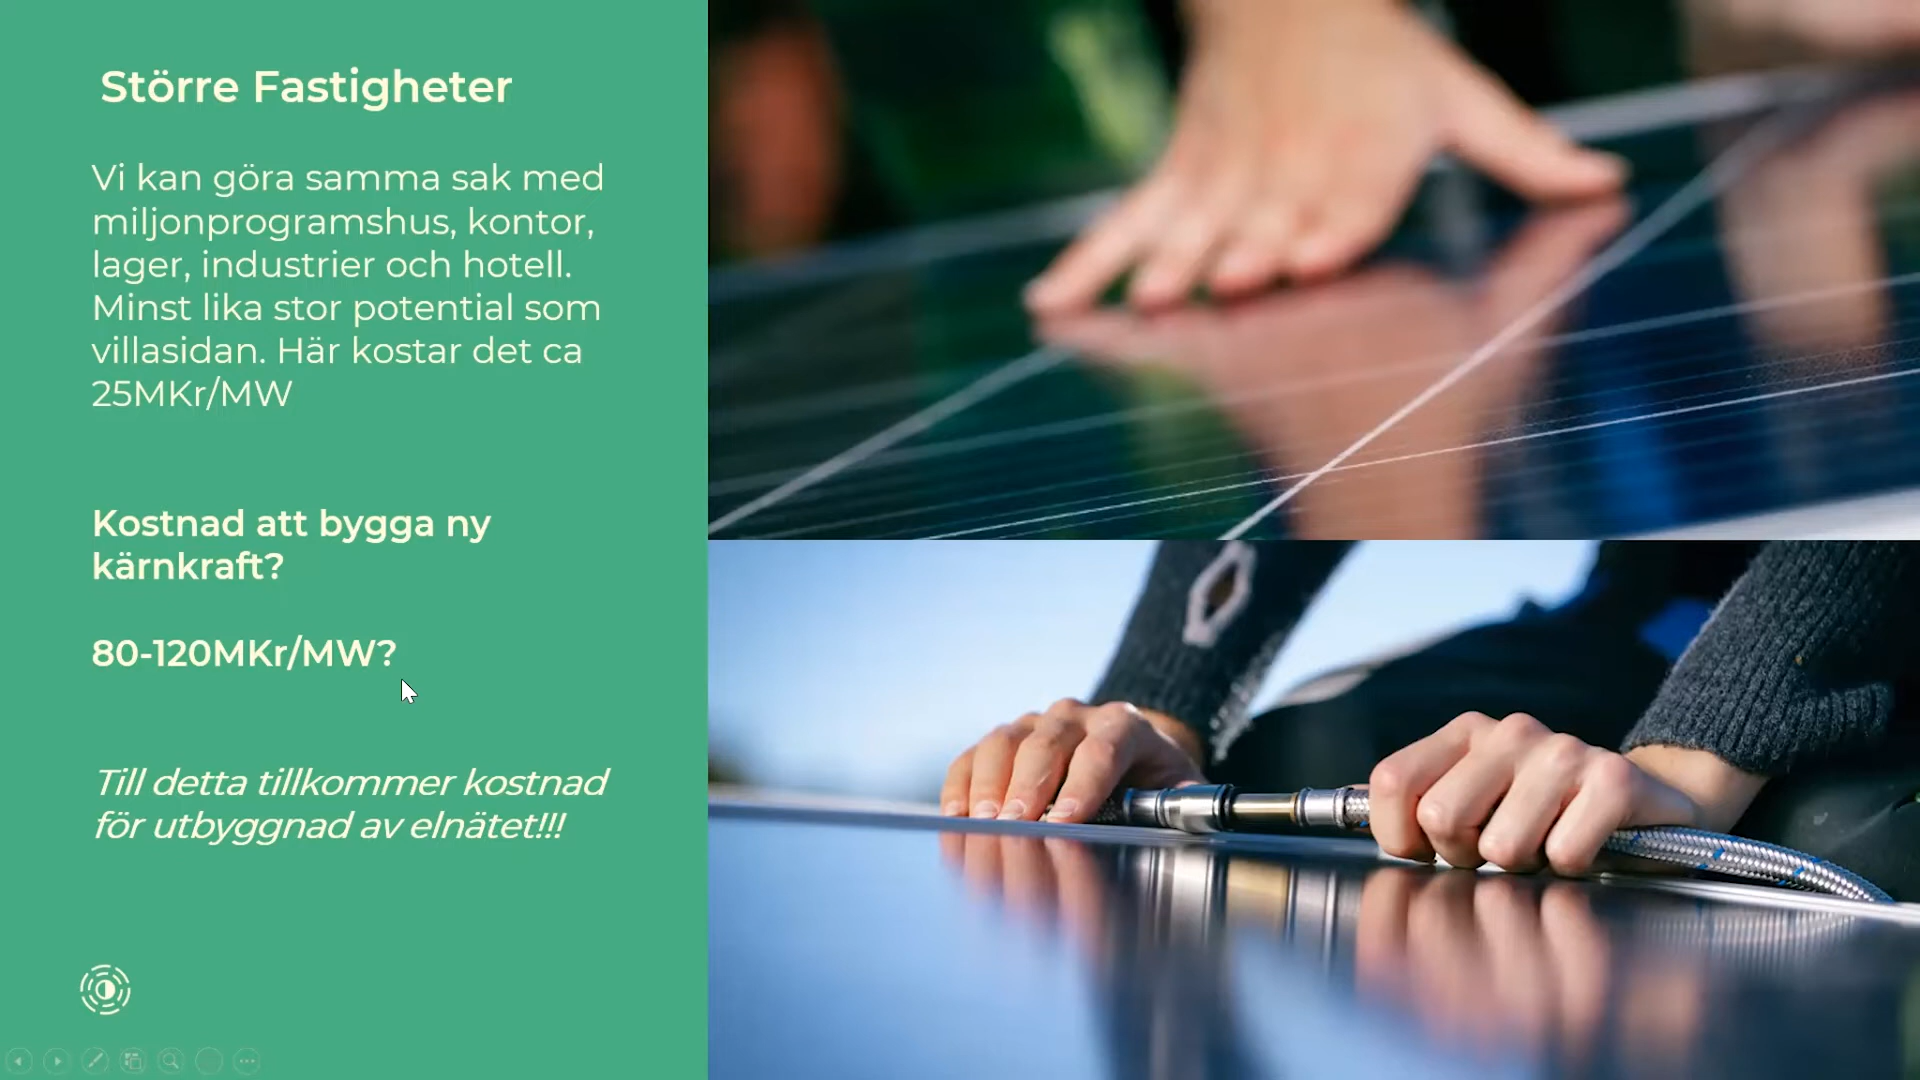 Större Fastigheter
Vi kan göra samma sak med
miljonprogramshus, kontor,
lager, industrier och hotell.
Minst lika stor potential som
villasidan. Här kostar det ca
25MKr/MW
Kostnad att bygga ny
kärnkraft?
80-120MKr/MW?
Till detta tillkommer kostnad
för utbyggnad av elnätet!!!